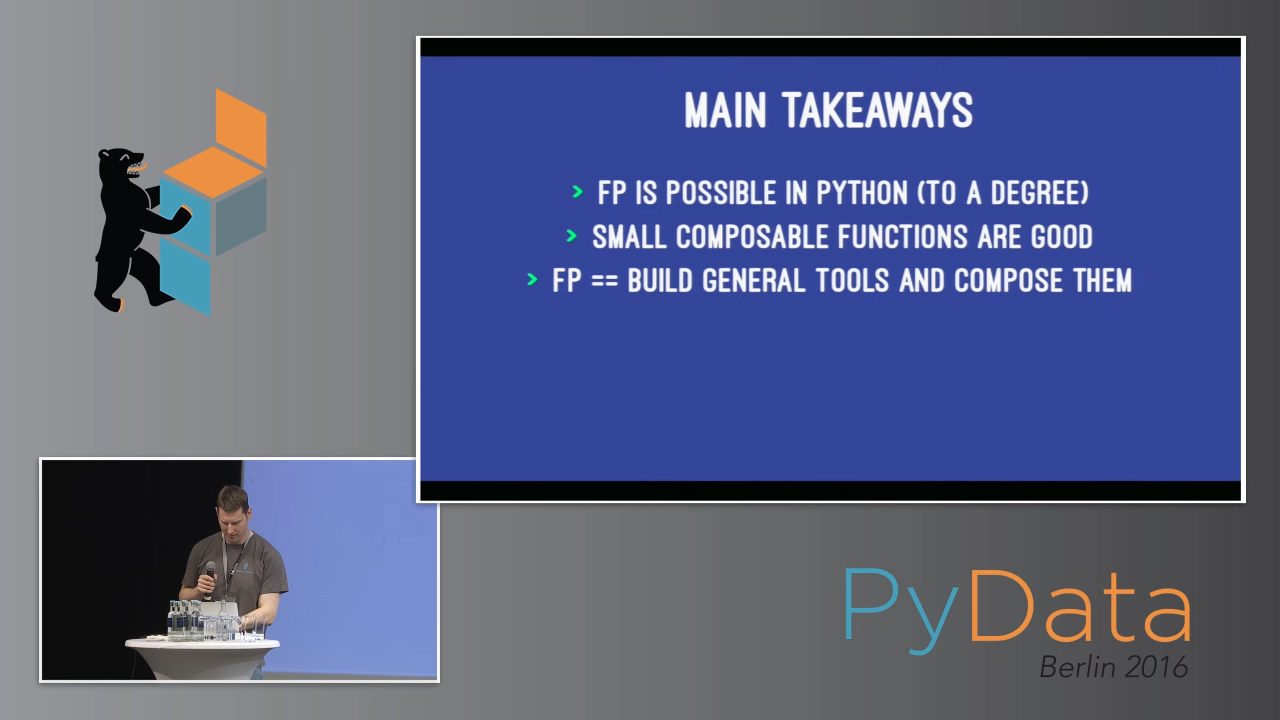 MAIN TAKEAWAYS
> FP IS POSSIBLE IN PYTHON (TO A DEGREE)
> SMALL COMPOSABLE FUNCTIONS ARE GOOD
> FP == BUILD GENERAL TOOLS AND COMPOSE THEM
PyData
Berlin 2016